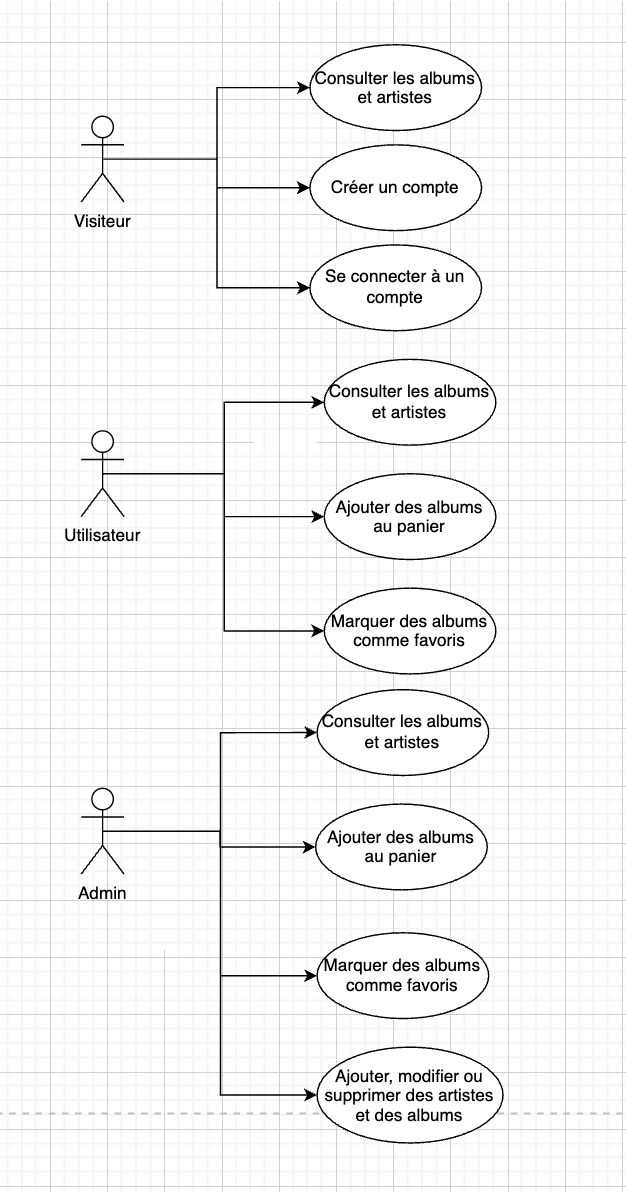 Consulter les albums
et artistes
Créer un compte
Visiteur
Se connecter à un
compte
Consulter les albums
et artistes
Ajouter des albums
au panier
Utilisateur
Marquer des albums
comme favoris
Consulter les albums
et artistes
Ajouter des albums
au panier
Admin
Marquer des albums
comme favoris
Ajouter, modifier ou
supprimer des artistes
et des albums